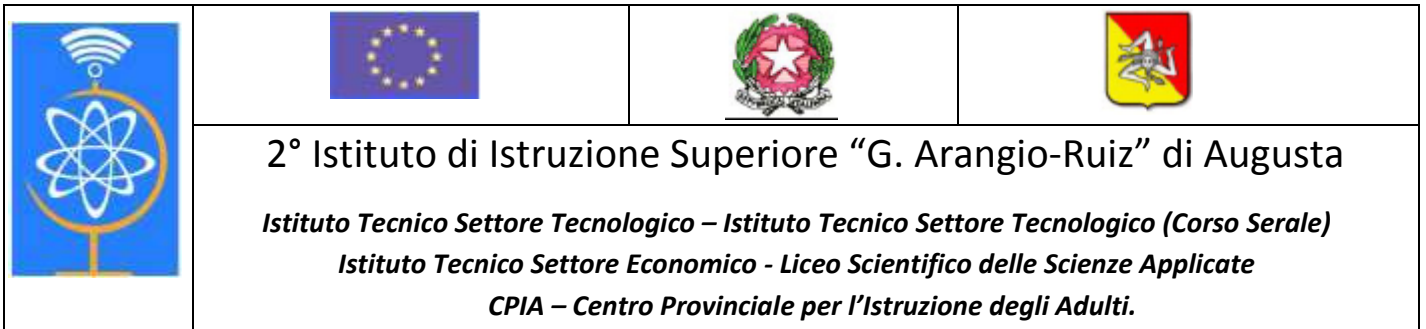 2° Istituto di Istruzione Superiore “G. Arangio-Ruiz” di Augusta
Istituto Tecnico Settore Tecnologico – Istituto Tecnico Settore Tecnologico (Corso Serale)
Istituto Tecnico Settore Economico - Liceo Scientifico delle Scienze Applicate
CPIA – Centro Provinciale per l’Istruzione degli Adulti.